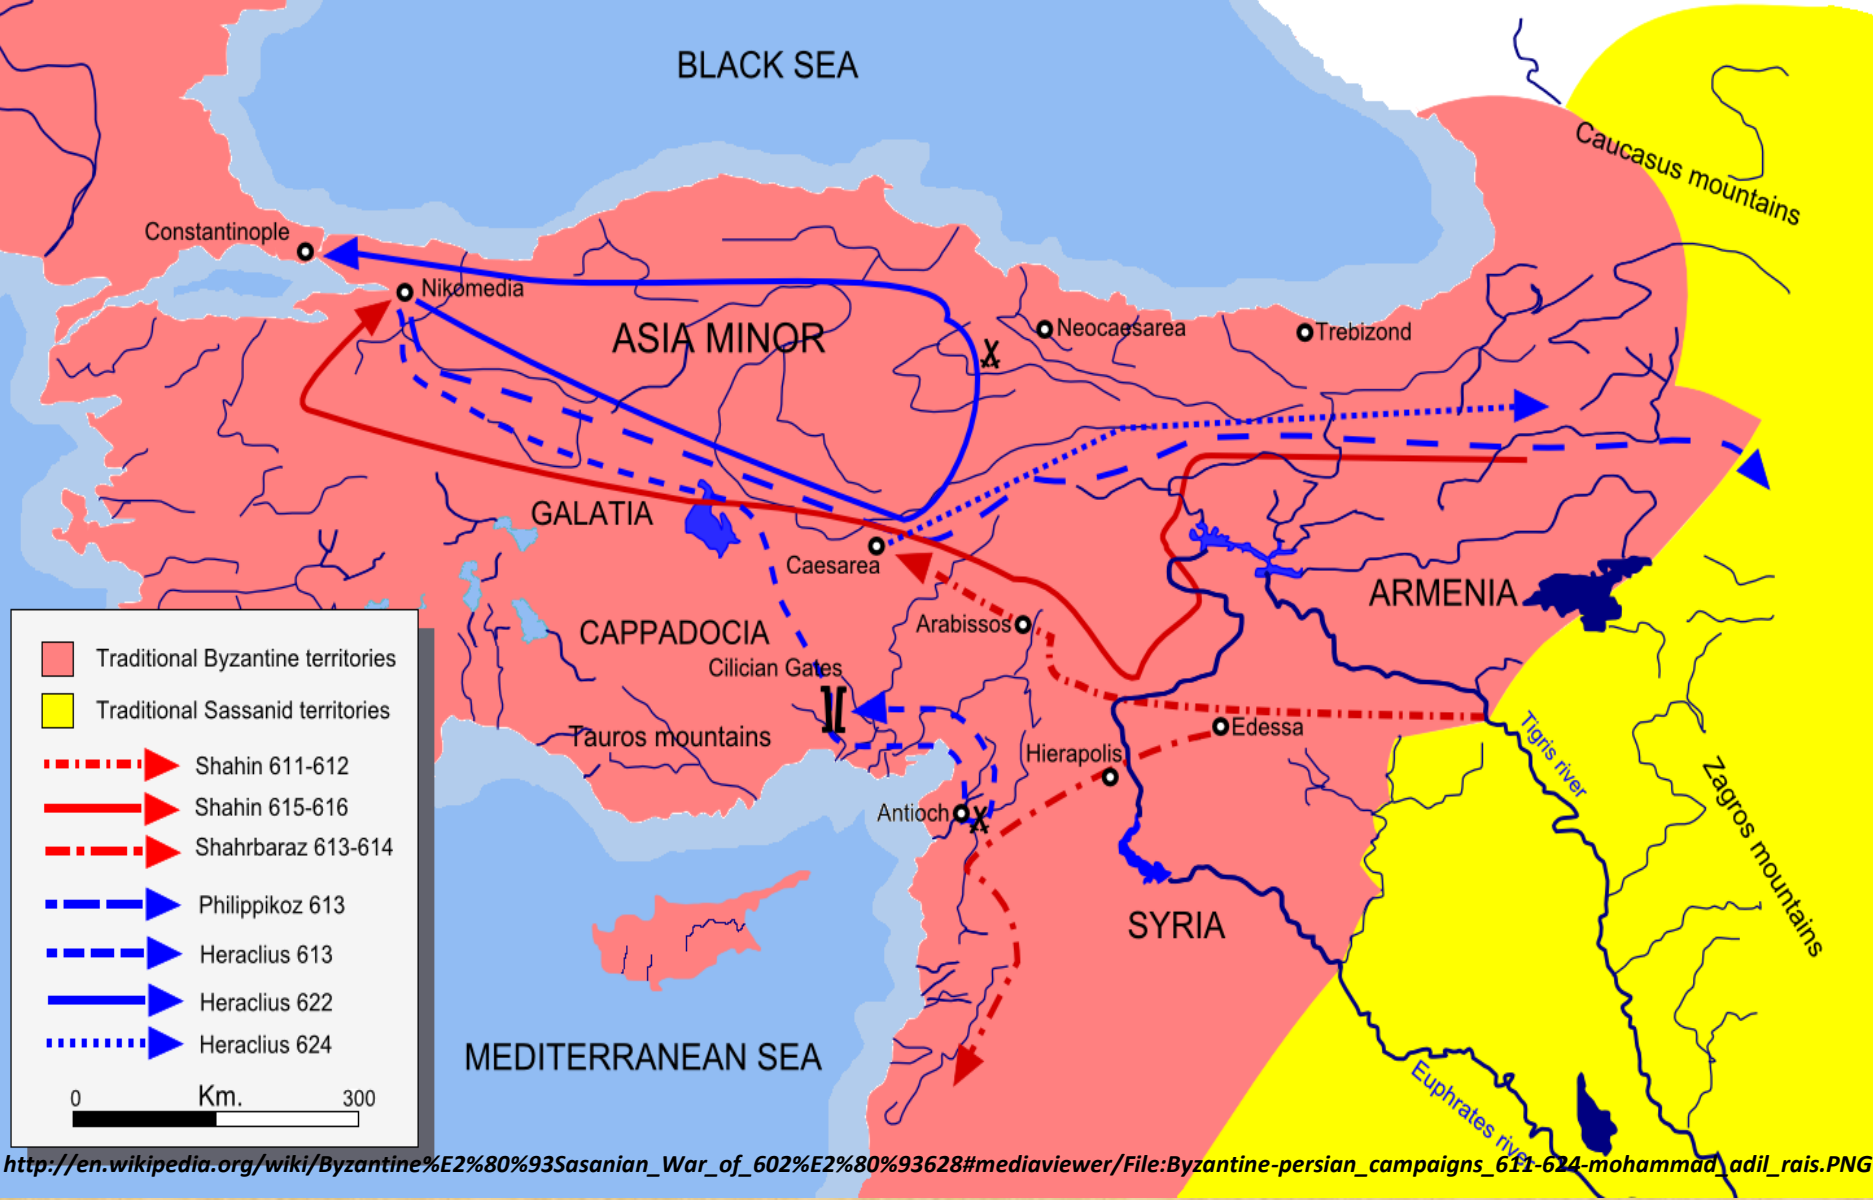 BLACK SEA
Caucasus mountains
Constantinople
Nikomedia
ASIA MINOR
Neocaesarea
Trebizond
GALATIA
Caesarea
ARMENIA
Arabissos
CAPPADOCIA
Cilician Gates
Tauros mountains
Edessa
Hierapolis
Tigris river
Zagros mountains
Antioch
SYRIA
MEDITERRANEAN SEA
Euphrates river
Traditional Byzantine territories
Traditional Sassanid territories
Shahin 611-612
Shahin 615-616
Shahrbaraz 613-614
Philippikoz 613
Heraclius 613
Heraclius 622
Heraclius 624
0 Km. 300
http://en.wikipedia.org/wiki/Byzantine%E2%80%93Sasanian_War_of_602%E2%80%93628#mediaviewer/File:Byzantine-persian_campaigns_611-624-mohammad_adil_rais.PNG